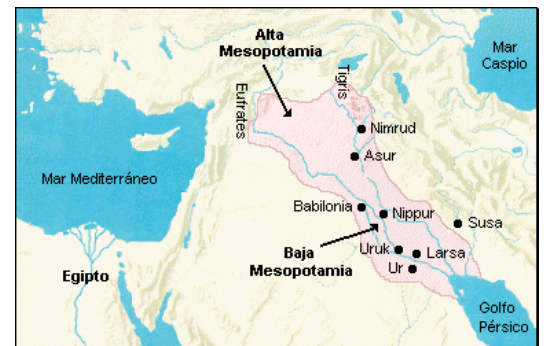 Alta
Mesopotamia
Mar
Caspio
Eufrates
Tigris
Nimrud
Asur
Mar Mediterráneo
Babilonia
Nippur
Susa
Baja
Mesopotamia
Uruk
Larsa
Ur
Egipto
Golfo
Pérsico